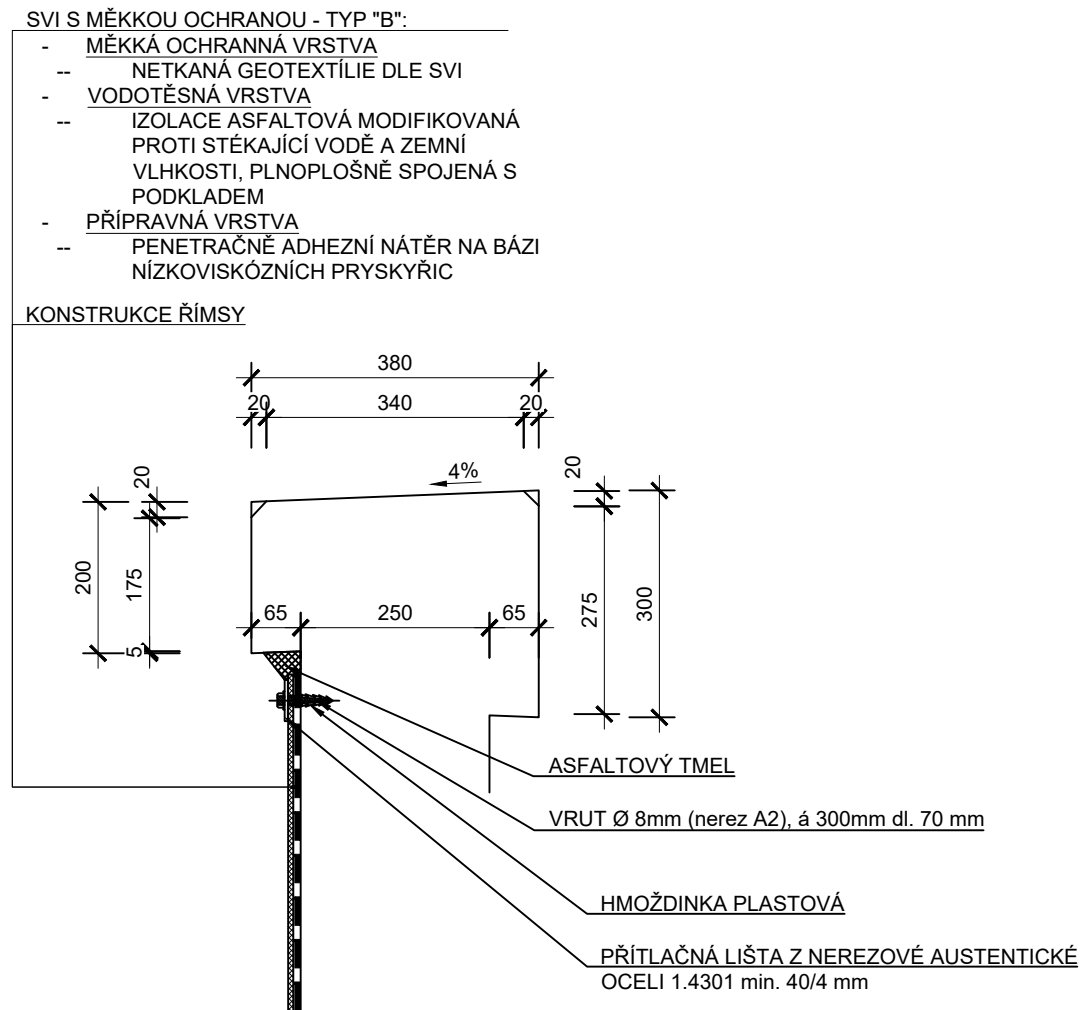 SVI S MĚKKOU OCHRANOU - TYP "B":
- MĚKKÁ OCHRANNÁ VRSTVA
-- NETKANÁ GEOTEXTÍLIE DLE SVI
- VODOTĚSNÁ VRSTVA
-- IZOLACE ASFALTOVÁ MODIFIKOVANÁ
PROTI STÉKAJÍCÍ VODĚ A ZEMNÍ
VLHKOSTI, PLNOPLOŠNĚ SPOJENÁ S
PODKLADEM
- PŘÍPRAVNÁ VRSTVA
-- PENETRAČNĚ ADHEZNÍ NÁTĚR NA BÁZI
NÍZKOVISKÓZNÍCH PRYSKYŘIC
KONSTRUKCE ŘÍMSY
380
20 340 20
4%
20
20
200
175
5
65 250 65
275
300
ASFALTOVÝ TMEL
VRUT Ø 8mm (nerez A2), á 300mm dl. 70 mm
HMOŽDINKA PLASTOVÁ
PŘÍTLAČNÁ LIŠTA Z NEREZOVÉ AUSTENTICKÉ
OCELI 1.4301 min. 40/4 mm